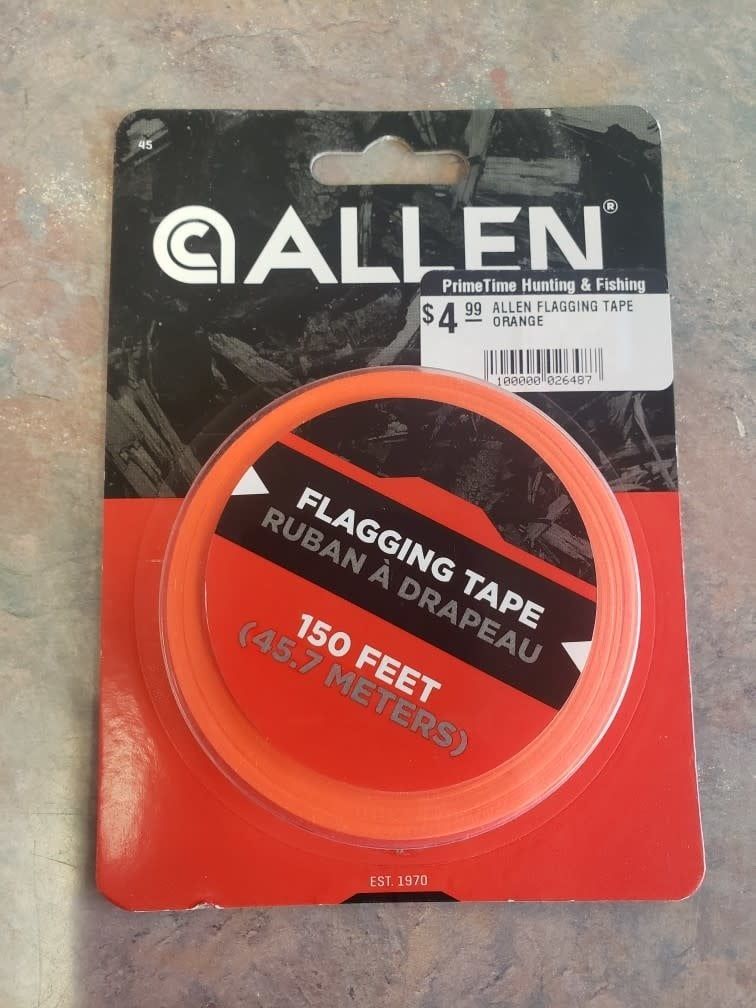 45
ALLEN®
PrimeTime Hunting & Fishing
$4 99 ALLEN FLAGGING TAPE
ORANGE
100000 026487
FLAGGING TAPE
RUBAN À DRAPEAU
150 FEET
(45.7 METERS)
EST. 1970